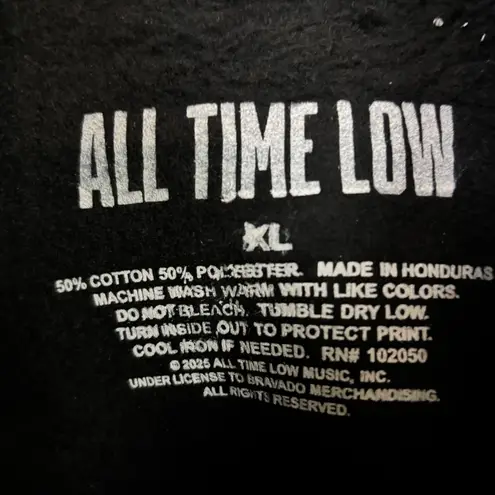 ALL TIME LOW
XL
50% COTTON 50% POLYESTER. MADE IN HONDURAS
MACHINE WASH WARM WITH LIKE COLORS.
DO NOT BLEACH. TUMBLE DRY LOW.
TURN INSIDE OUT TO PROTECT PRINT.
COOL IRON IF NEEDED. RN# 102050
© 2025 ALL TIME LOW MUSIC, INC.
UNDER LICENSE TO BRAVADO MERCHANDISING.
ALL RIGHTS RESERVED.